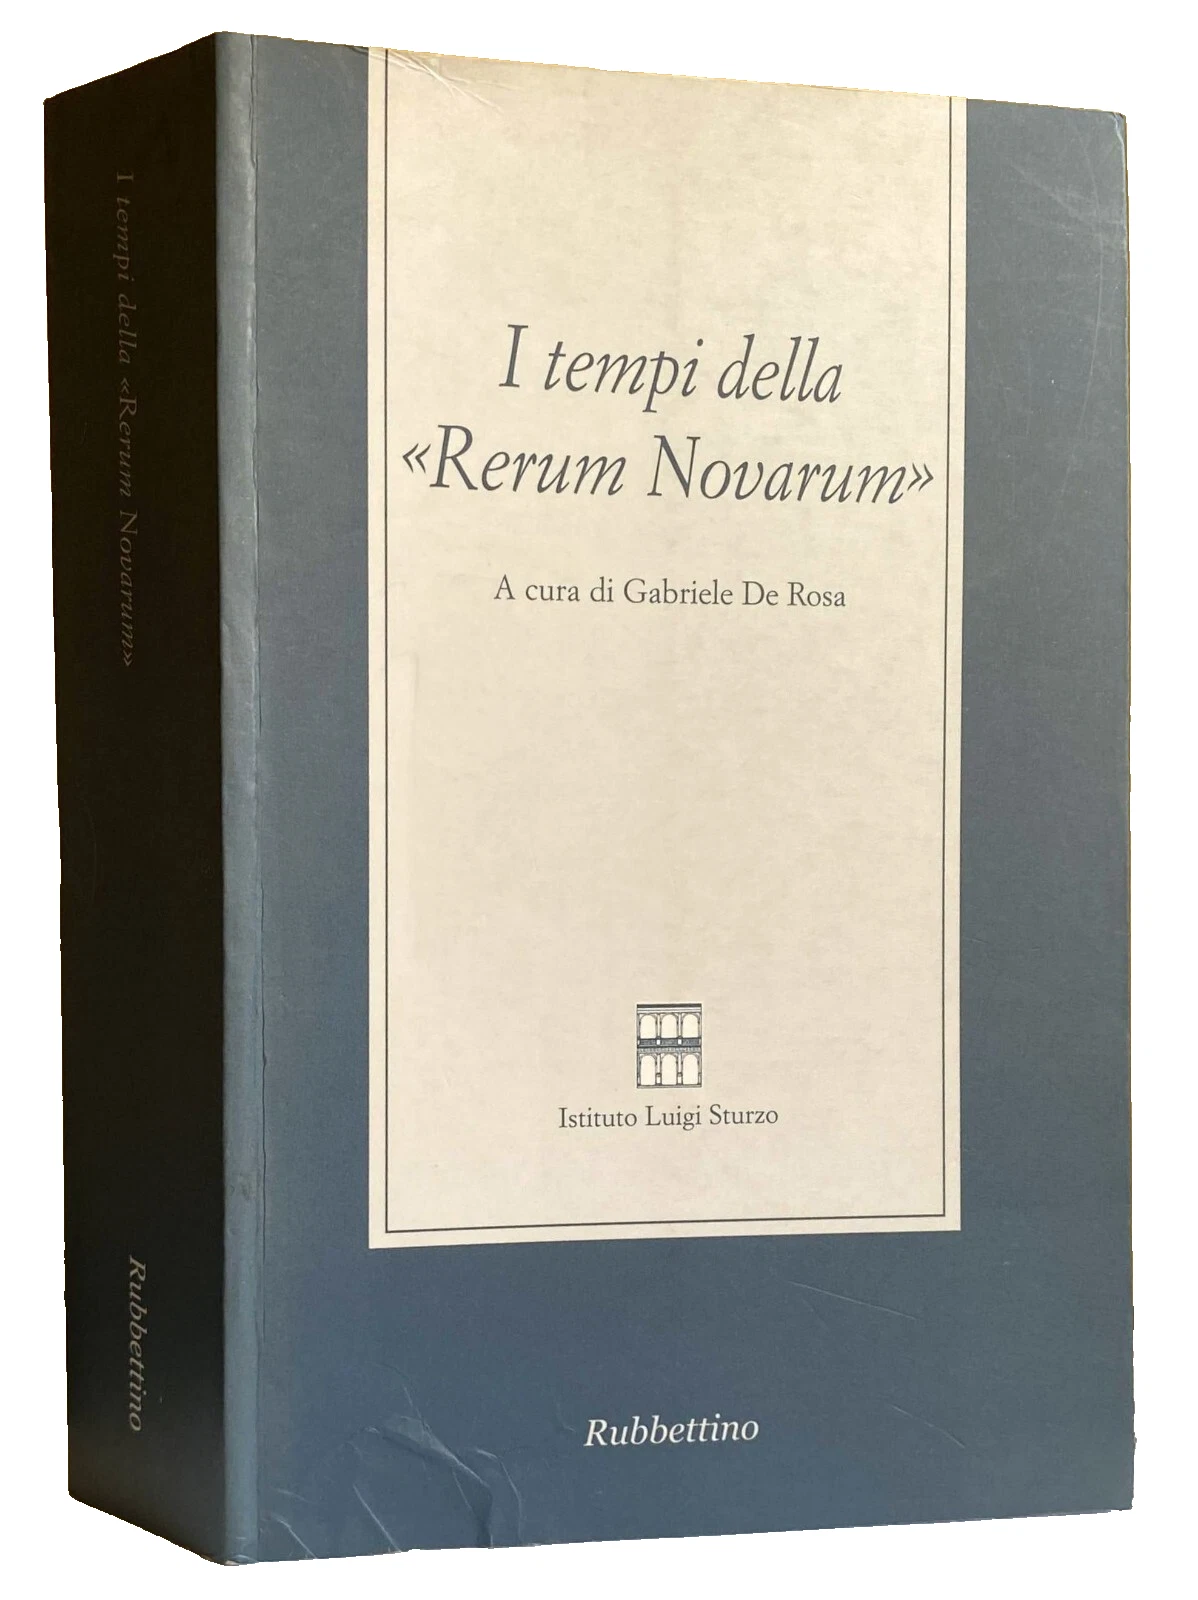 I tempi della «Rerum Novarum»
Rubbettino
I tempi della
«Rerum Novarum»
A cura di Gabriele De Rosa
Istituto Luigi Sturzo
Rubbettino